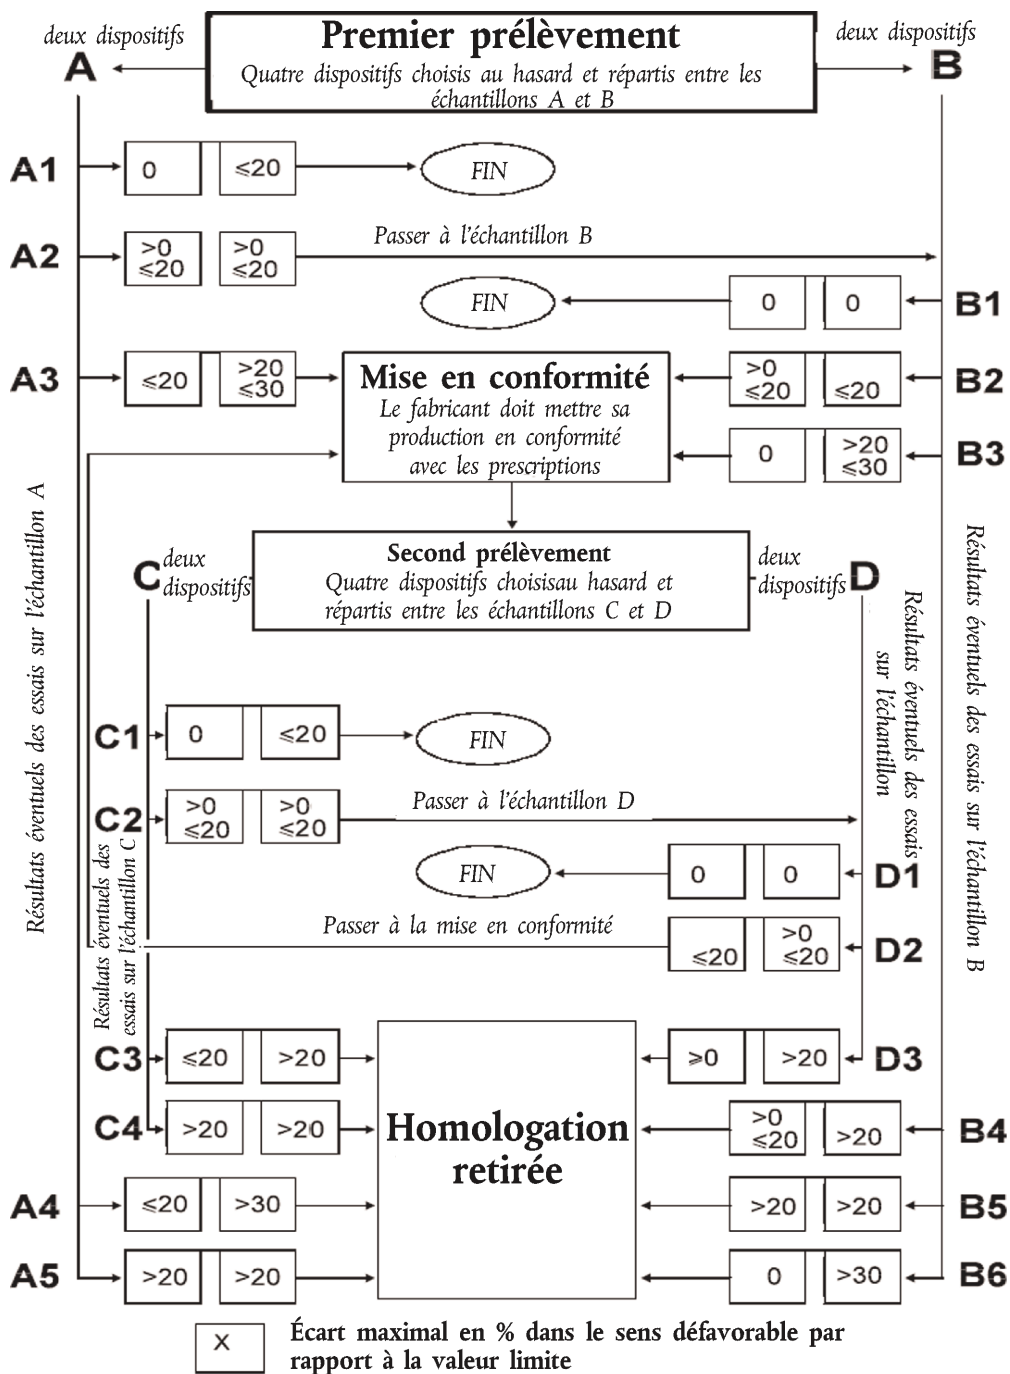 deux dispositifs
Premier prélèvement
deux dispositifs
A
Quatre dispositifs choisis au hasard et répartis entre les
échantillons A et B
B
A1
0
≤20
FIN
A2
>0
≤20
>0
≤20
Passer à l'échantillon B
FIN
0
0
B1
A3
≤20
>20
≤30
Mise en conformité
Le fabricant doit mettre sa
production en conformité
avec les prescriptions
>0
≤20
≤20
B2
0
>20
≤30
B3
Résultats éventuels des essais sur l'échantillon A
C
deux
dispositifs
Second prélèvement
Quatre dispositifs choisisau hasard et
répartis entre les échantillons C et D
deux
dispositifs
D
Résultats éventuels des essais
sur l'échantillon
Résultats éventuels des essais sur l'échantillon B
C1
0
≤20
FIN
C2
>0
≤20
>0
≤20
Passer à l'échantillon D
Résultats éventuels des
essais sur l'échantillon C
FIN
0
0
D1
Passer à la mise en conformité
≤20
>0
≤20
D2
C3
≤20
>20
≥0
>20
D3
C4
>20
>20
Homologation
retirée
>0
≤20
>20
B4
A4
≤20
>30
>20
>20
B5
A5
>20
>20
0
>30
B6
X
Écart maximal en % dans le sens défavorable par
rapport à la valeur limite